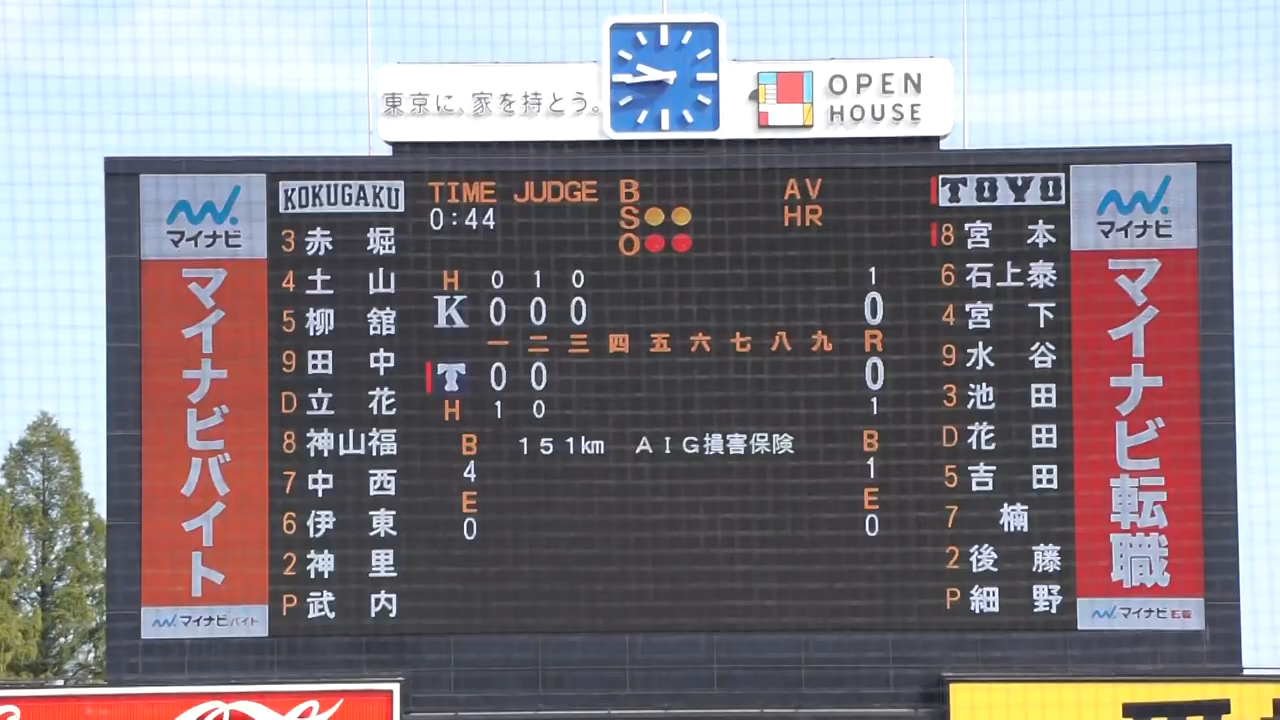 東京に、家を持とう。
OPEN HOUSE
マイナビ
マイナビバイト
マイナビバイト
KOKUGAKU
3 赤堀
4 土山
5 柳舘
9 田中
D 立花
8 神山福
7 中西
6 伊東
2 神里
P 武内
TIME JUDGE B AV
0:44 S HR
O
H 0 1 0 1
K 0 0 0 0
一 二 三 四 五 六 七 八 九 R
T 0 0 0
H 1 0 1
B 151km AIG損害保険 B
4 1
E E
0 0
TOYO
8 宮本
6 石上泰
4 宮下
9 水谷
3 池田
D 花田
5 吉田
7 楠
2 後藤
P 細野
マイナビ
マイナビ転職
マイナビ転職